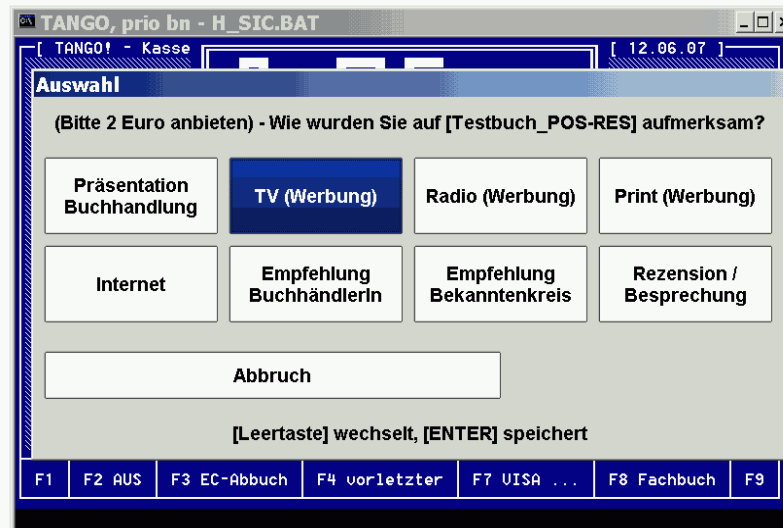 TANGO, prio bn - H_SIC.BAT
[ TANGO! - Kasse
[ 12.06.07 ]
Auswahl
(Bitte 2 Euro anbieten) - Wie wurden Sie auf [Testbuch_POS-RES] aufmerksam?
Präsentation Buchhandlung
TV (Werbung)
Radio (Werbung)
Print (Werbung)
Internet
Empfehlung BuchhändlerIn
Empfehlung Bekanntenkreis
Rezension / Besprechung
Abbruch
[Leertaste] wechselt, [ENTER] speichert
F1 F2 AUS F3 EC-Abbuch F4 vorletzter F7 VISA ... F8 Fachbuch F9